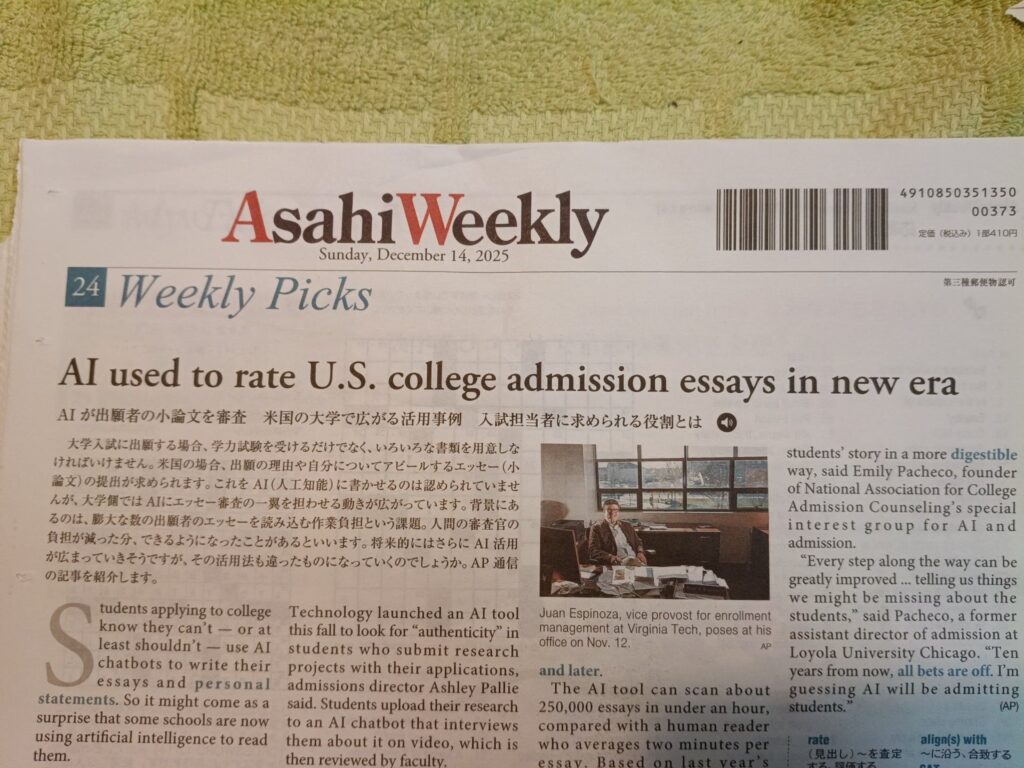 Asahi Weekly
Sunday, December 14, 2025
4910850351350
00373
定価（税込み）1部410円
24 Weekly Picks
第三種郵便物認可
AI used to rate U.S. college admission essays in new era
AI が出願者の小論文を審査　米国の大学で広がる活用事例　入試担当者に求められる役割とは
大学入試に出願する場合、学力試験を受けるだけでなく、いろいろな書類を用意しな
ければいけません。米国の場合、出願の理由や自分についてアピールするエッセー（小
論文）の提出が求められます。これを AI（人工知能）に書かせるのは認められていませ
んが、大学側では AIにエッセー審査の一翼を担わせる動きが広がっています。背景にあ
るのは、膨大な数の出願者のエッセーを読み込む作業負担という課題。人間の審査官の
負担が減った分、できるようになったことがあるといいます。将来的にはさらに AI 活用
が広まっていきそうですが、その活用法も違ったものになっていくのでしょうか。AP 通信
の記事を紹介します。
Students applying to college
know they can't — or at
least shouldn't — use AI
chatbots to write their
essays and personal
statements. So it might come as a
surprise that some schools are now
using artificial intelligence to read
them.
Technology launched an AI tool
this fall to look for “authenticity” in
students who submit research
projects with their applications,
admissions director Ashley Pallie
said. Students upload their research
to an AI chatbot that interviews
them about it on video, which is
then reviewed by faculty.
Juan Espinoza, vice provost for enrollment
management at Virginia Tech, poses at his
office on Nov. 12.
AP
and later.
The AI tool can scan about
250,000 essays in under an hour,
compared with a human reader
who averages two minutes per
essay. Based on last year's
students' story in a more digestible
way, said Emily Pacheco, founder
of National Association for College
Admission Counseling's special
interest group for AI and
admission.
“Every step along the way can be
greatly improved ... telling us things
we might be missing about the
students,” said Pacheco, a former
assistant director of admission at
Loyola University Chicago. “Ten
years from now, all bets are off. I'm
guessing AI will be admitting
students.”
(AP)
rate
（見出し）〜を査定
する、評価する
align(s) with
〜に沿う、合致する
SAT